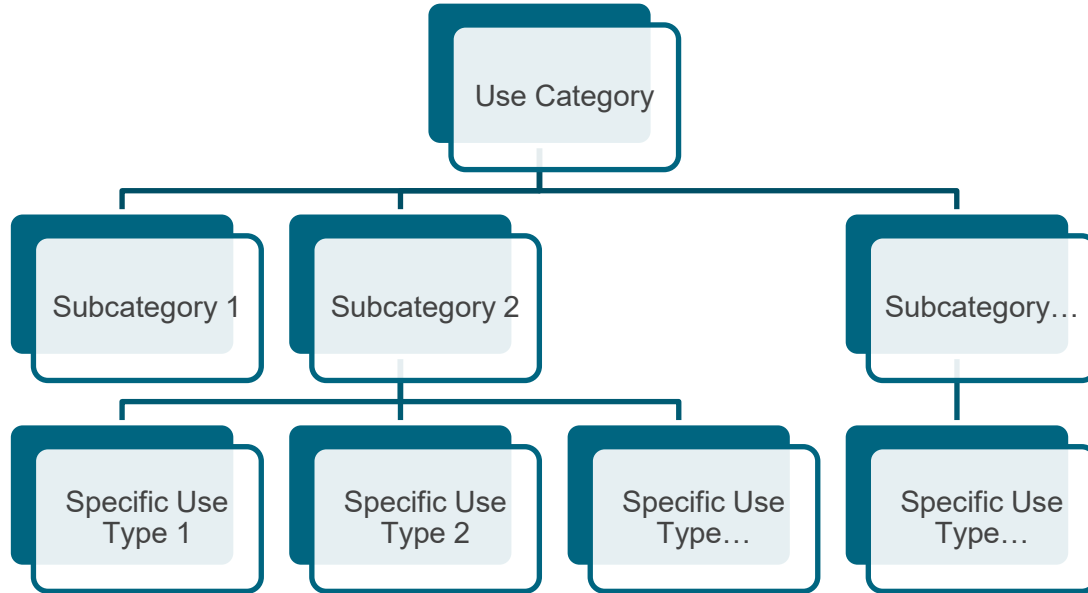 Use Category
Subcategory 1
Subcategory 2
Subcategory…
Specific Use
Type 1
Specific Use
Type 2
Specific Use
Type…
Specific Use
Type…